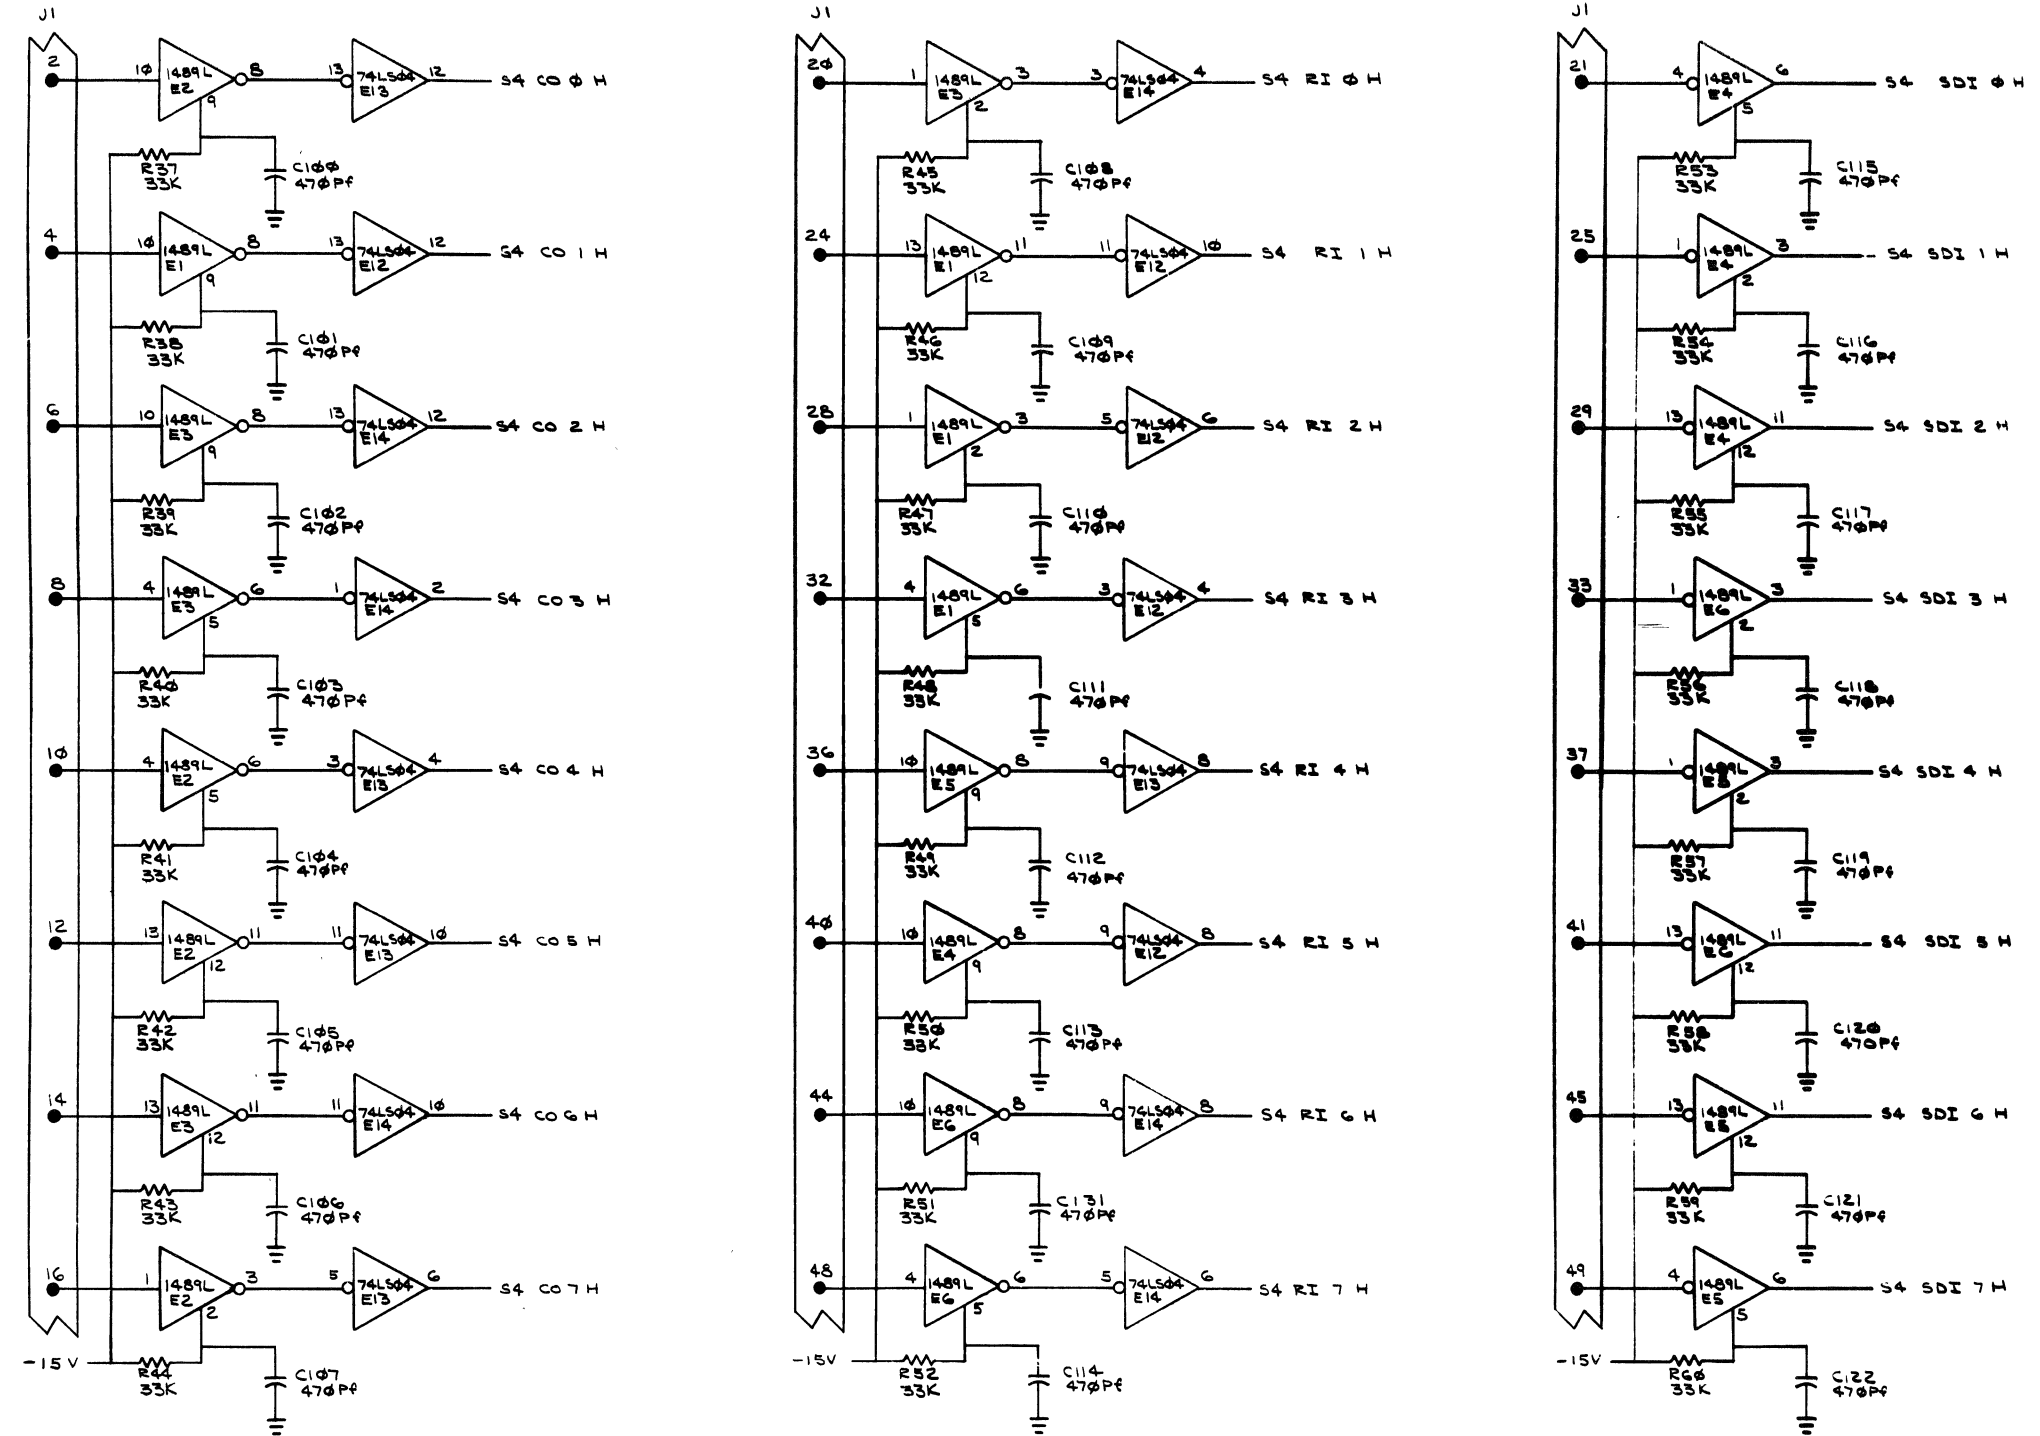 J1
2 10 1489L 8 13 74LS04 12 S4 CO 0 H
E2 E13
9
R37 C100
33K 470Pf
4 10 1489L 8 13 74LS04 12 S4 CO 1 H
E1 E12
9
R38 C101
33K 470Pf
6 10 1489L 8 13 74LS04 12 S4 CO 2 H
E3 E14
9
R39 C102
33K 470Pf
8 4 1489L 6 1 74LS04 2 S4 CO 3 H
E3 E14
5
R40 C103
33K 470Pf
10 4 1489L 6 3 74LS04 4 S4 CO 4 H
E2 E13
5
R41 C104
33K 470Pf
12 13 1489L 11 11 74LS04 10 S4 CO 5 H
E2 E13
12
R42 C105
33K 470Pf
14 13 1489L 11 11 74LS04 10 S4 CO 6 H
E3 E14
12
R43 C106
33K 470Pf
16 1 1489L 3 5 74LS04 6 S4 CO 7 H
E2 E13
2
-15V R44 C107
33K 470Pf
J1
20 1 1489L 3 3 74LS04 4 S4 RI 0 H
E3 E14
2
R45 C108
33K 470Pf
24 13 1489L 11 11 74LS04 10 S4 RI 1 H
E1 E12
12
R46 C109
33K 470Pf
28 1 1489L 3 5 74LS04 6 S4 RI 2 H
E1 E12
2
R47 C110
33K 470Pf
32 4 1489L 6 3 74LS04 4 S4 RI 3 H
E1 E12
5
R48 C111
33K 470Pf
36 10 1489L 8 9 74LS04 8 S4 RI 4 H
E5 E13
9
R49 C112
33K 470Pf
40 10 1489L 8 9 74LS04 8 S4 RI 5 H
E4 E12
9
R50 C113
33K 470Pf
44 10 1489L 8 9 74LS04 8 S4 RI 6 H
E6 E14
9
R51 C131
33K 470Pf
48 4 1489L 6 5 74LS04 6 S4 RI 7 H
E6 E14
5
-15V R52 C114
33K 470Pf
J1
21 4 1489L 6 S4 SDI 0 H
E4
5
R53 C115
33K 470Pf
25 1 1489L 3 S4 SDI 1 H
E4
2
R54 C116
33K 470Pf
29 13 1489L 11 S4 SDI 2 H
E4
12
R55 C117
33K 470Pf
33 1 1489L 3 S4 SDI 3 H
E6
2
R56 C118
33K 470Pf
37 1 1489L 3 S4 SDI 4 H
E5
2
R57 C119
33K 470Pf
41 13 1489L 11 S4 SDI 5 H
E6
12
R58 C120
33K 470Pf
45 13 1489L 11 S4 SDI 6 H
E5
12
R59 C121
33K 470Pf
49 4 1489L 6 S4 SDI 7 H
E5
5
-15V R60 C122
33K 470Pf